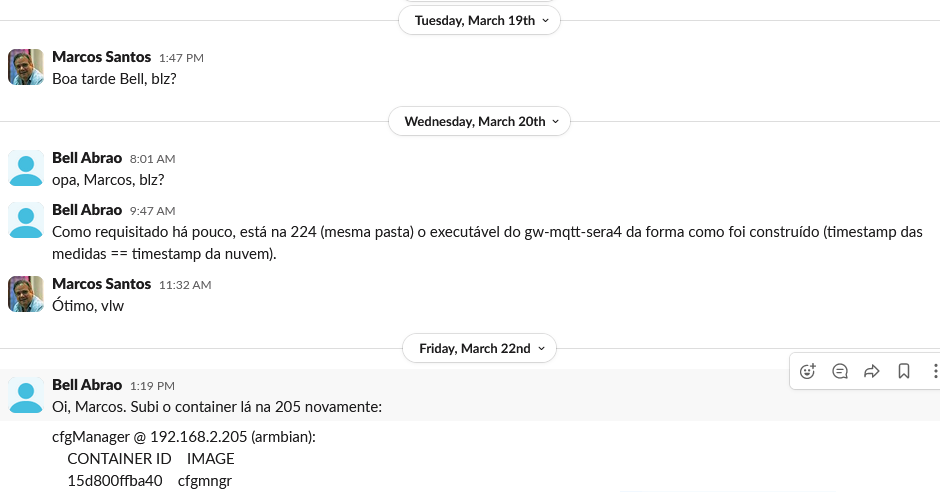 Tuesday, March 19th
Marcos Santos 1:47 PM
Boa tarde Bell, blz?
Wednesday, March 20th
Bell Abrao 8:01 AM
opa, Marcos, blz?
Bell Abrao 9:47 AM
Como requisitado há pouco, está na 224 (mesma pasta) o executável do gw-mqtt-sera4 da forma como foi construído (timestamp das
medidas == timestamp da nuvem).
Marcos Santos 11:32 AM
Ótimo, vlw
Friday, March 22nd
Bell Abrao 1:19 PM
Oi, Marcos. Subi o container lá na 205 novamente:
cfgManager @ 192.168.2.205 (armbian):
CONTAINER ID IMAGE
15d800ffba40 cfgmngr